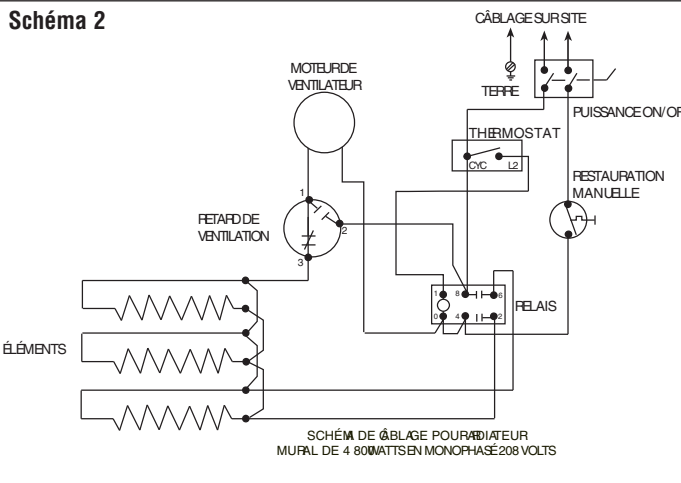 Schéma 2
CÂBLAGE SUR SITE
MOTEUR DE
VENTILATEUR
TERRE
PUISSANCE ON/OF
THERMOSTAT
CYC L2
RESTAURATION
MANUELLE
1
RETARD DE
VENTILATION
2
3
1 8 6
RELAIS
0 4 2
ÉLÉMENTS
SCHÉMA DE CÂBLAGE POUR RADIATEUR
MURAL DE 4 800 WATTS EN MONOPHASÉ 208 VOLTS